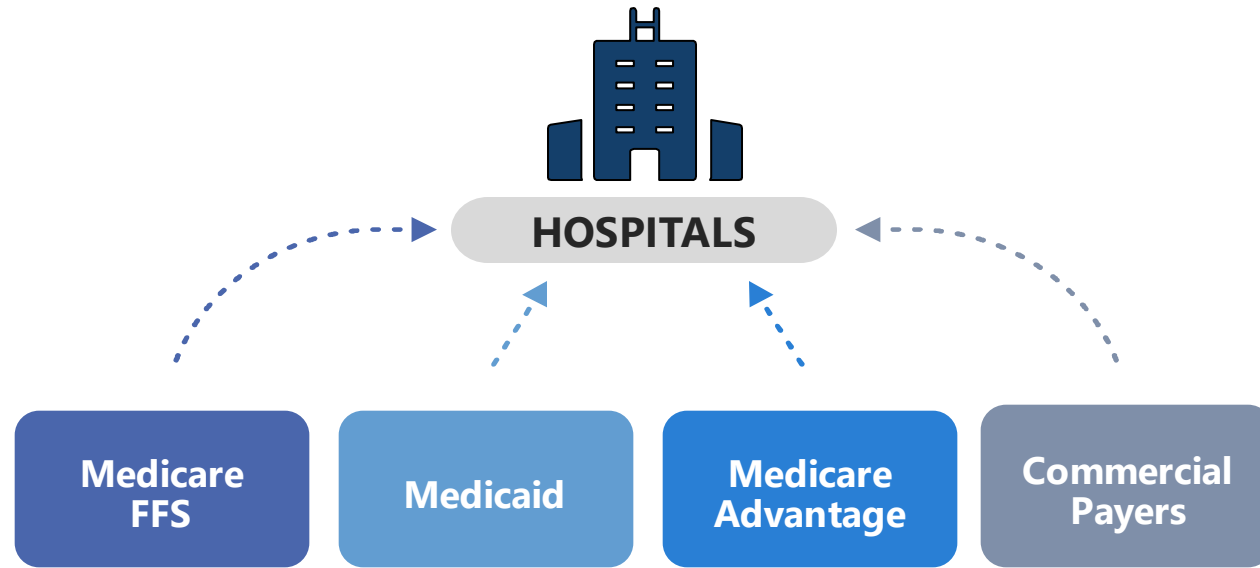 HOSPITALS
Medicare
FFS
Medicaid
Medicare
Advantage
Commercial
Payers